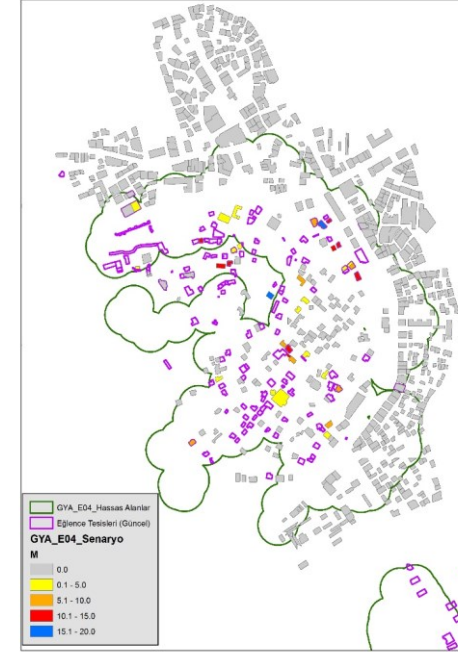 GYA_E04_Hassas Alanlar
Eğlence Tesisleri (Güncel)
GYA_E04_Senaryo
M
0.0
0.1 - 5.0
5.1 - 10.0
10.1 - 15.0
15.1 - 20.0